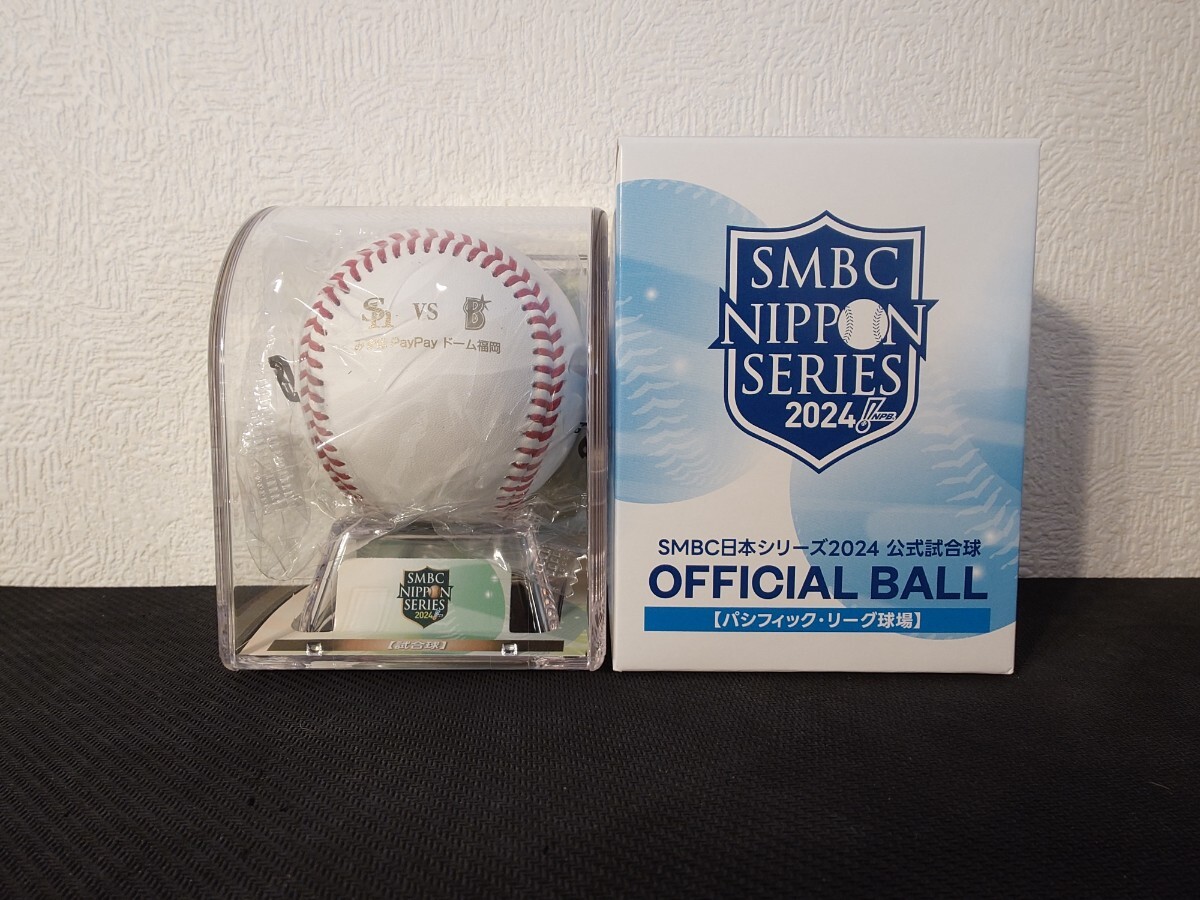 VS
PayPay ドーム福岡
SMBC
NIPPON
SERIES
2024
【試合球】
SMBC
NIPPON
SERIES
2024 NPB
SMBC日本シリーズ2024 公式試合球
OFFICIAL BALL
【パシフィック・リーグ球場】